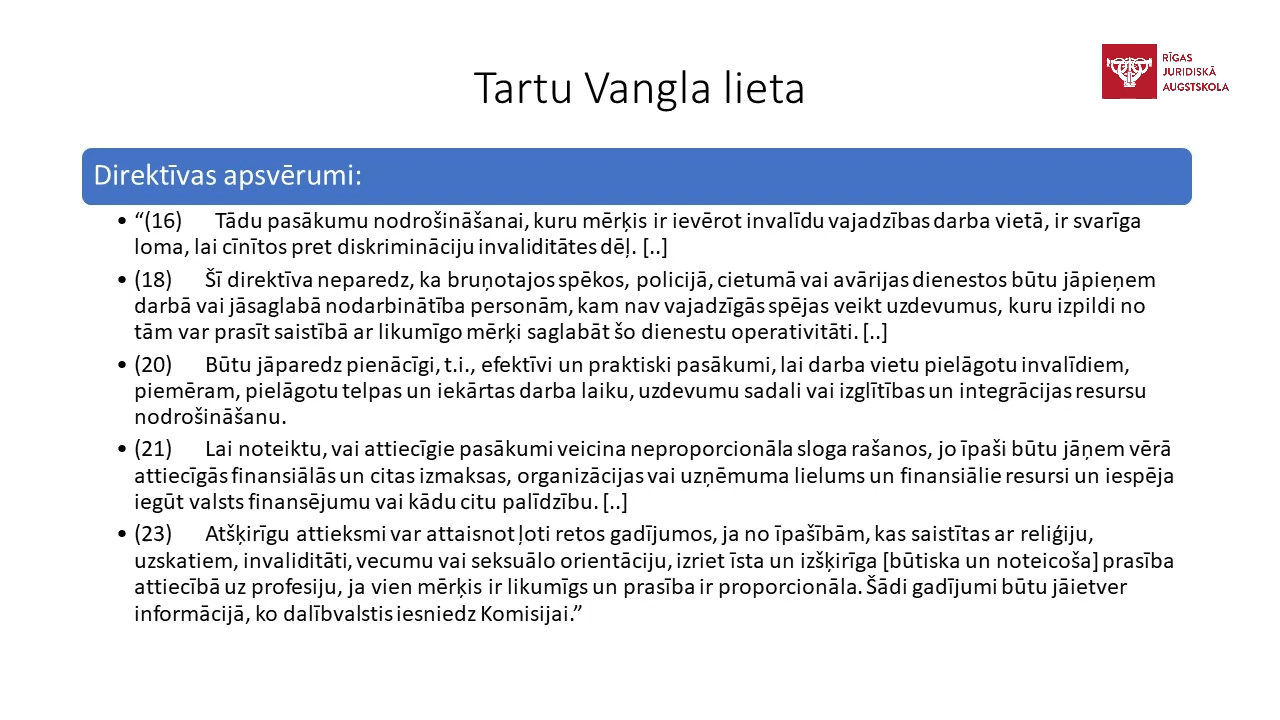 Tartu Vangla lieta
RĪGAS
JURIDISKĀ
AUGSTSKOLA
Direktīvas apsvērumi:
• “(16) Tādu pasākumu nodrošināšanai, kuru mērķis ir ievērot invalīdu vajadzības darba vietā, ir svarīga
loma, lai cīnītos pret diskrimināciju invaliditātes dēļ. [..]
• (18) Šī direktīva neparedz, ka bruņotajos spēkos, policijā, cietumā vai avārijas dienestos būtu jāpieņem
darbā vai jāsaglabā nodarbinātība personām, kam nav vajadzīgās spējas veikt uzdevumus, kuru izpildi no
tām var prasīt saistībā ar likumīgo mērķi saglabāt šo dienestu operativitāti. [..]
• (20) Būtu jāparedz pienācīgi, t.i., efektīvi un praktiski pasākumi, lai darba vietu pielāgotu invalīdiem,
piemēram, pielāgotu telpas un iekārtas darba laiku, uzdevumu sadali vai izglītības un integrācijas resursu
nodrošināšanu.
• (21) Lai noteiktu, vai attiecīgie pasākumi veicina neproporcionāla sloga rašanos, jo īpaši būtu jāņem vērā
attiecīgās finansiālās un citas izmaksas, organizācijas vai uzņēmuma lielums un finansiālie resursi un iespēja
iegūt valsts finansējumu vai kādu citu palīdzību. [..]
• (23) Atšķirīgu attieksmi var attaisnot ļoti retos gadījumos, ja no īpašībām, kas saistītas ar reliģiju,
uzskatiem, invaliditāti, vecumu vai seksuālo orientāciju, izriet īsta un izšķirīga [būtiska un noteicoša] prasība
attiecībā uz profesiju, ja vien mērķis ir likumīgs un prasība ir proporcionāla. Šādi gadījumi būtu jāietver
informācijā, ko dalībvalstis iesniedz Komisijai.”